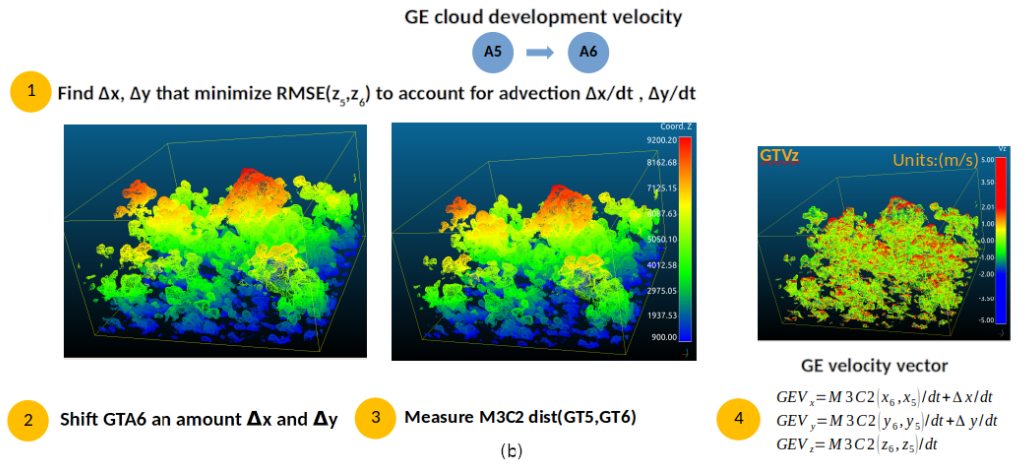 GE cloud development velocity
A5 A6
1 Find Δx, Δy that minimize RMSE(z₅,z₆) to account for advection Δx/dt , Δy/dt
Coord. Z
9200.20
8162.68
7125.15
6087.63
5050.10
4012.58
2975.05
1937.53
900.00
GTVz
Units:(m/s)
Vz
5.00
3.50
2.01
1.00
0.00
-1.00
-2.00
-3.50
-5.00
2 Shift GTA6 an amount Δx and Δy
3 Measure M3C2 dist(GT5,GT6)
(b)
GE velocity vector
4
GEVₓ=M3C2(x₆,x₅)/dt+Δx/dt
GEVᵧ=M3C2(y₆,y₅)/dt+Δy/dt
GEV_z=M3C2(z₆,z₅)/dt